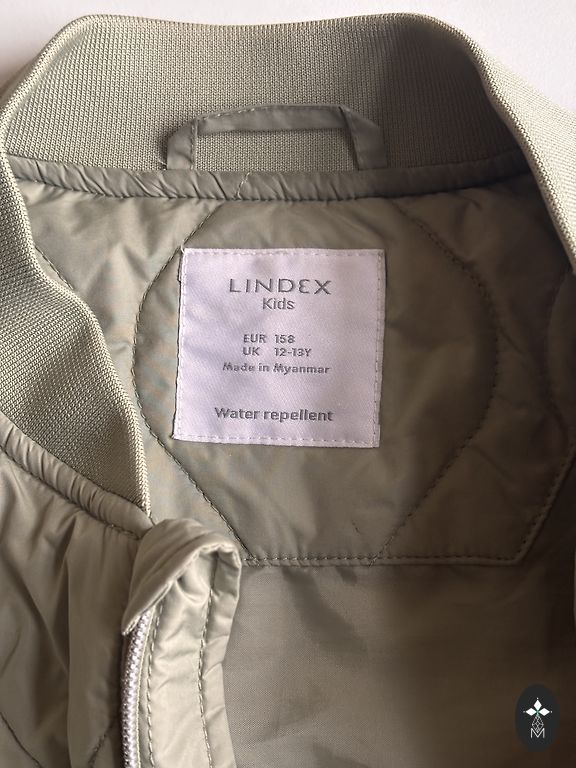 LINDEX
Kids
EUR 158
UK 12-13Y
Made in Myanmar
Water repellent
M